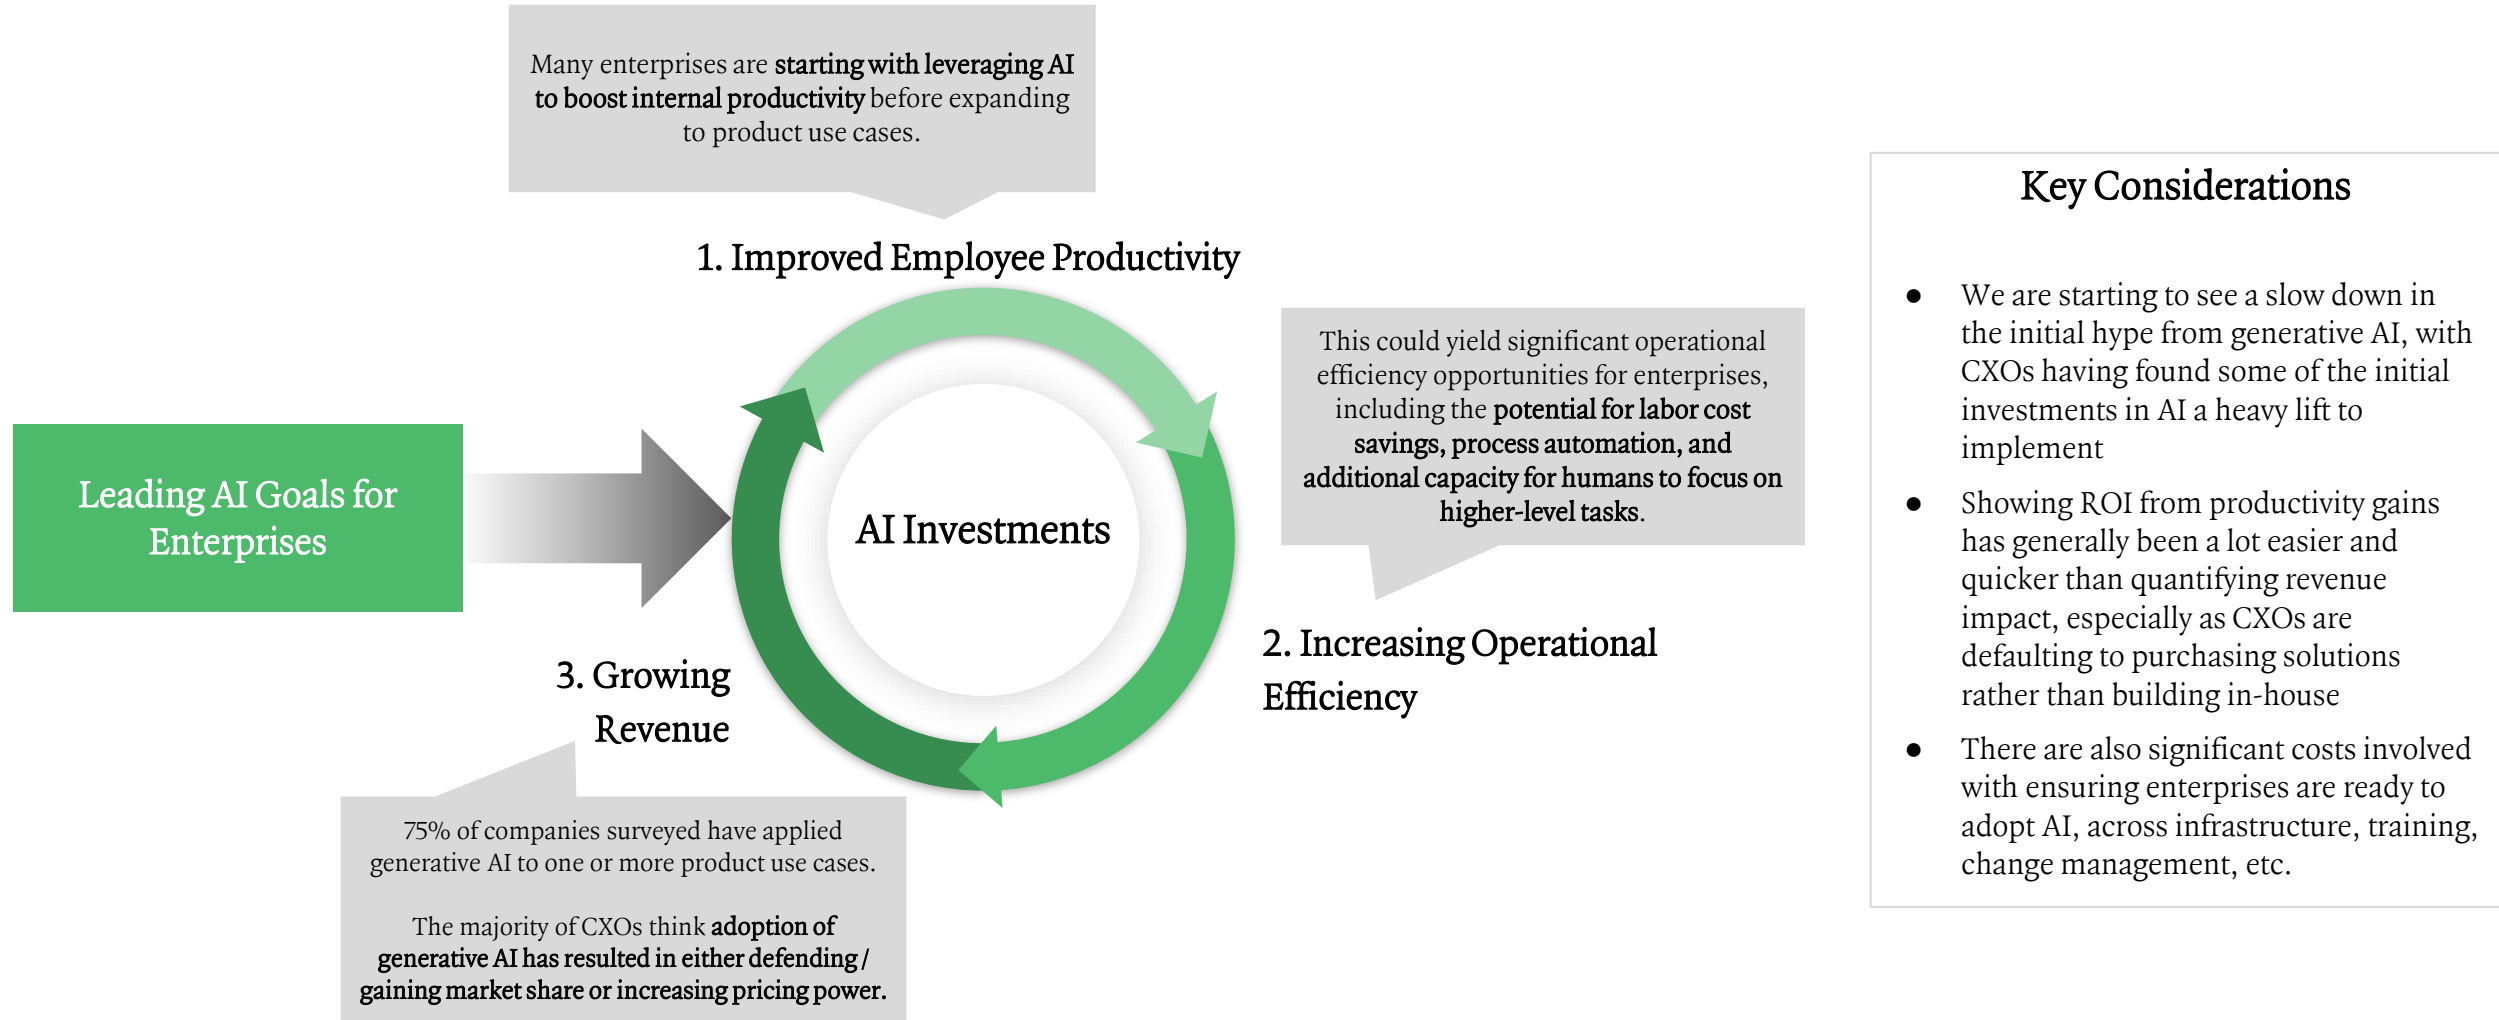 Many enterprises are starting with leveraging AI
to boost internal productivity before expanding
to product use cases.
1. Improved Employee Productivity
This could yield significant operational
efficiency opportunities for enterprises,
including the potential for labor cost
savings, process automation, and
additional capacity for humans to focus on
higher-level tasks.
Leading AI Goals for
Enterprises
AI Investments
2. Increasing Operational
Efficiency
3. Growing
Revenue
75% of companies surveyed have applied
generative AI to one or more product use cases.
The majority of CXOs think adoption of
generative AI has resulted in either defending /
gaining market share or increasing pricing power.
Key Considerations
● We are starting to see a slow down in
the initial hype from generative AI, with
CXOs having found some of the initial
investments in AI a heavy lift to
implement
● Showing ROI from productivity gains
has generally been a lot easier and
quicker than quantifying revenue
impact, especially as CXOs are
defaulting to purchasing solutions
rather than building in-house
● There are also significant costs involved
with ensuring enterprises are ready to
adopt AI, across infrastructure, training,
change management, etc.